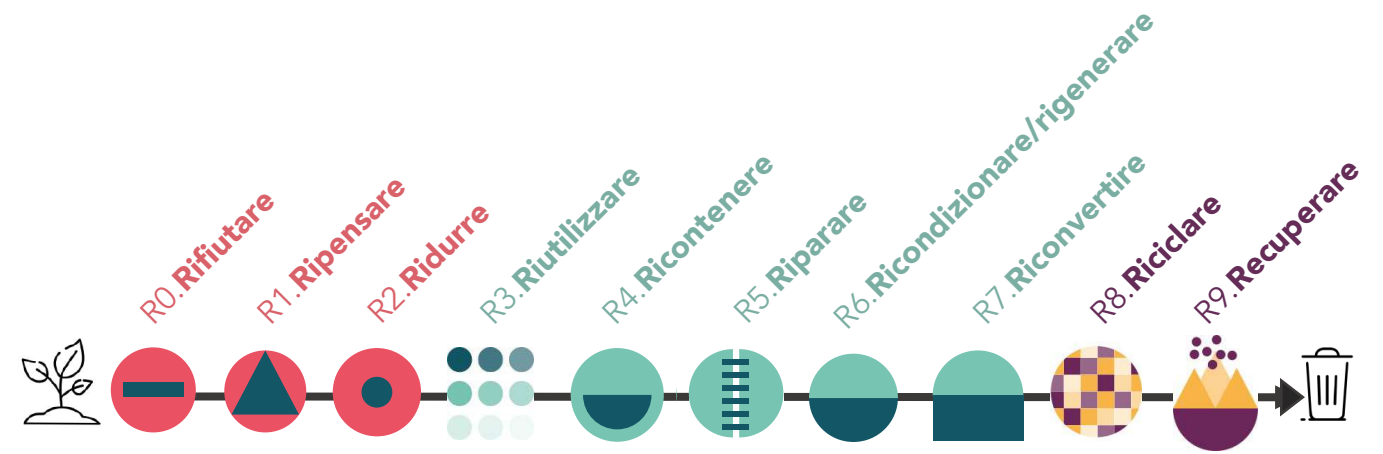 R0.Rifiutare
R1.Ripensare
R2.Ridurre
R3.Riutilizzare
R4.Ricontenere
R5.Riparare
R6.Ricondizionare/rigenerare
R7.Riconvertire
R8.Riciclare
R9.Recuperare